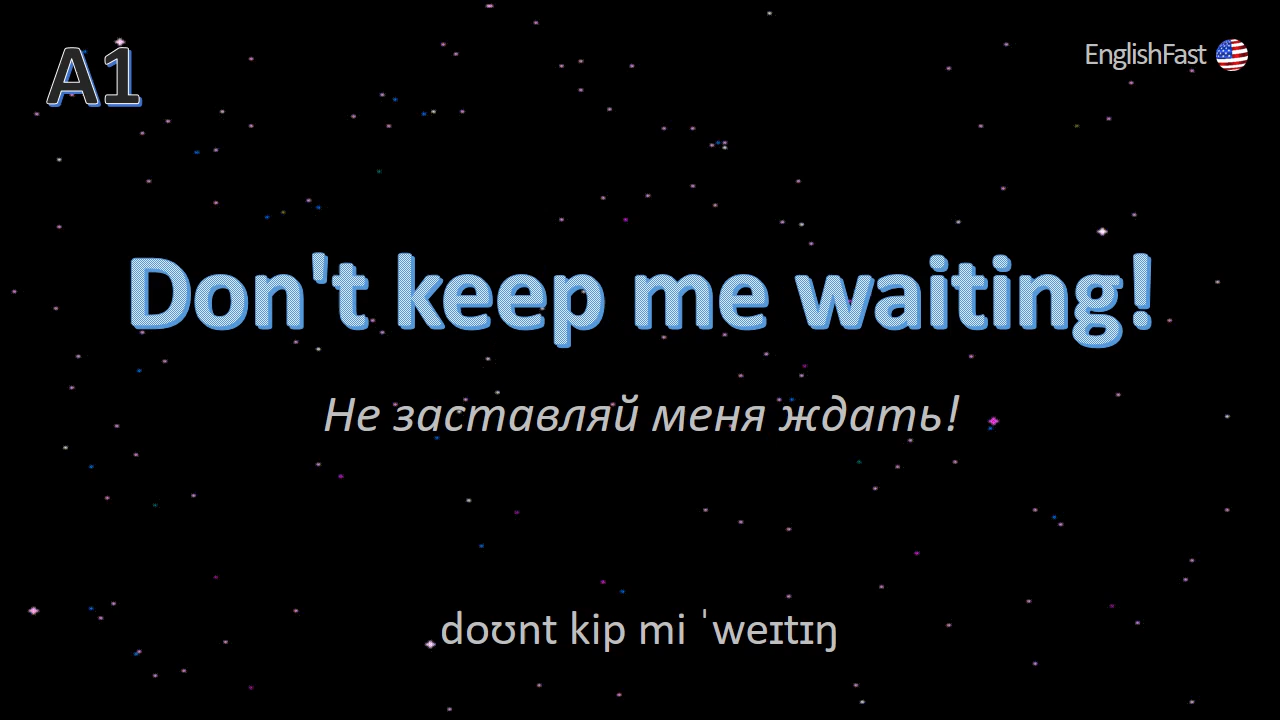 A1
EnglishFast
Don't keep me waiting!
Не заставляй меня ждать!
doʊnt kip mi ˈweɪtɪŋ